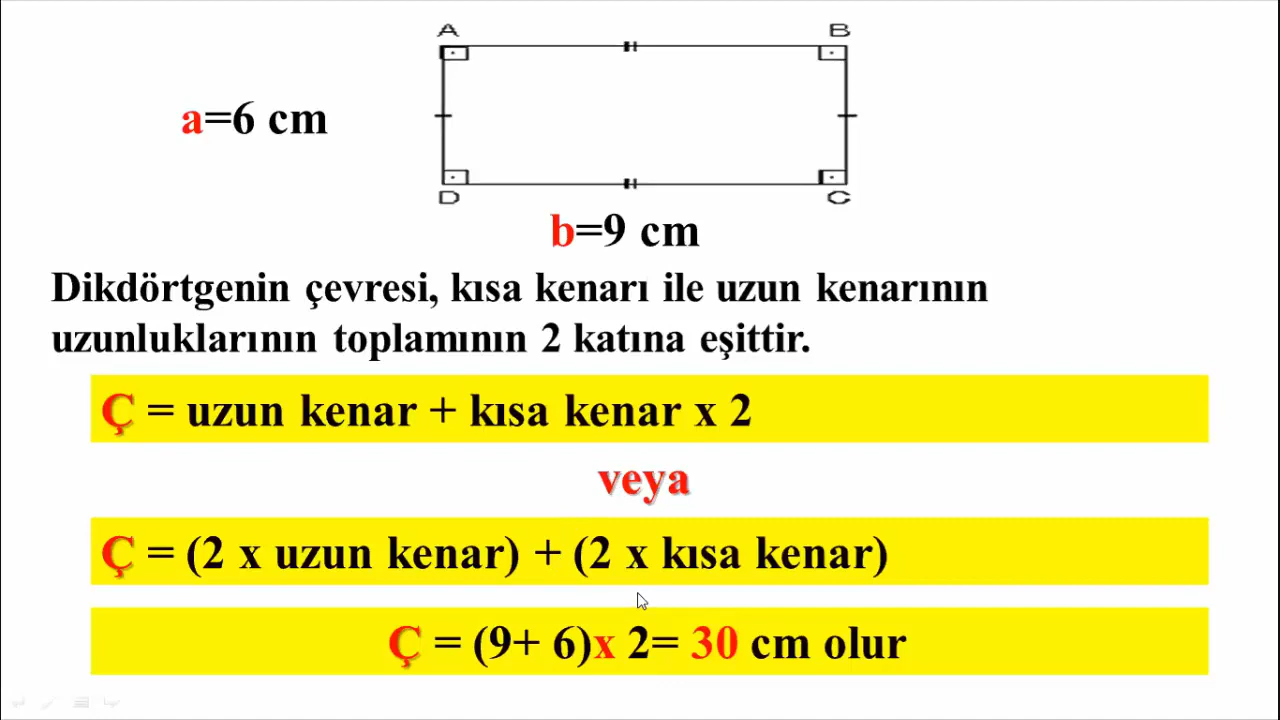 A B
a=6 cm
D C
b=9 cm
Dikdörtgenin çevresi, kısa kenarı ile uzun kenarının
uzunluklarının toplamının 2 katına eşittir.
Ç = uzun kenar + kısa kenar x 2
veya
Ç = (2 x uzun kenar) + (2 x kısa kenar)
Ç = (9+ 6)x 2= 30 cm olur